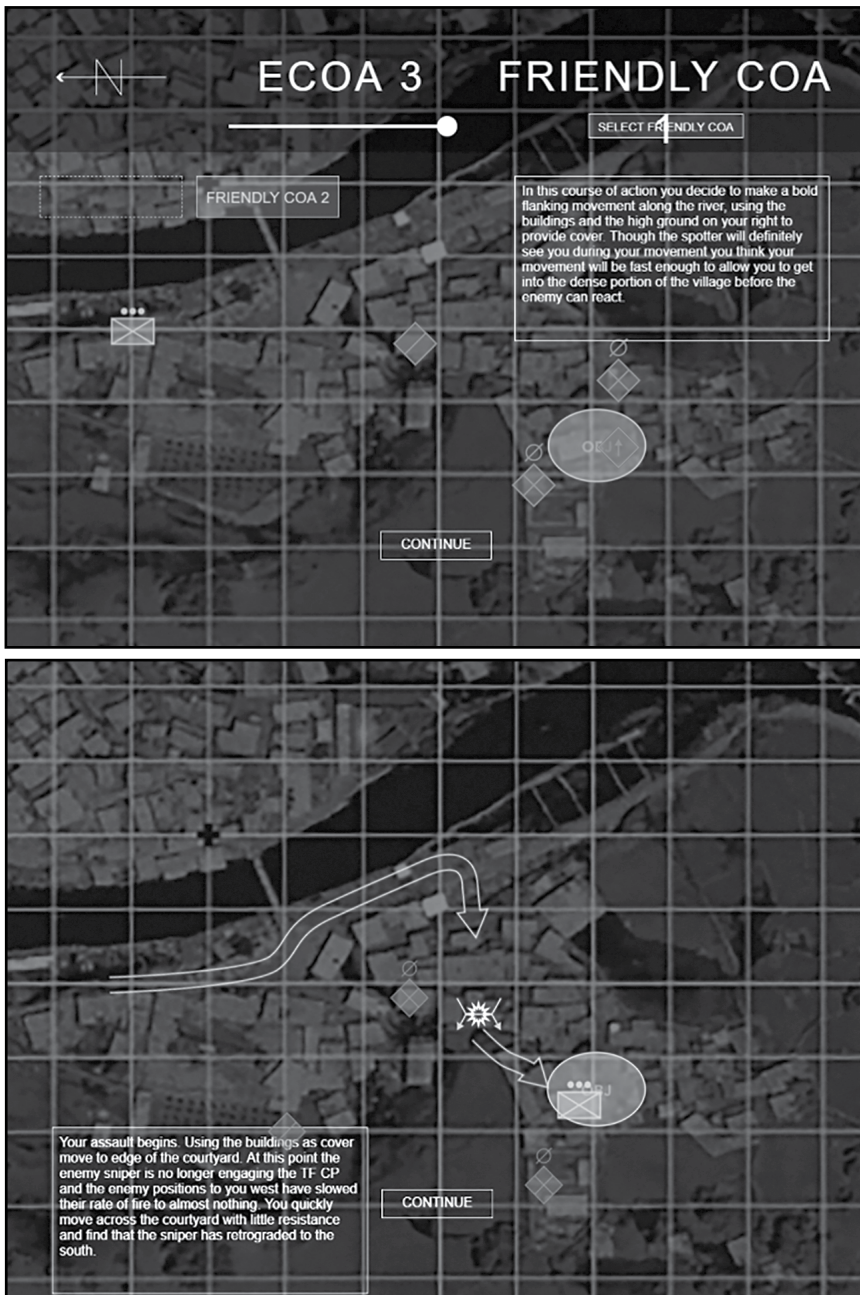 N
ECOA 3
FRIENDLY COA
1
SELECT FRIENDLY COA
FRIENDLY COA 2
In this course of action you decide to make a bold
flanking movement along the river, using the
buildings and the high ground on your right to
provide cover. Though the spotter will definitely
see you during your movement you think your
movement will be fast enough to allow you to get
into the dense portion of the village before the
enemy can react.
OBJ
CONTINUE
OBJ
Your assault begins. Using the buildings as cover
move to edge of the courtyard. At this point the
enemy sniper is no longer engaging the TF CP
and the enemy positions to you west have slowed
their rate of fire to almost nothing. You quickly
move across the courtyard with little resistance
and find that the sniper has retrograded to the
south.
CONTINUE